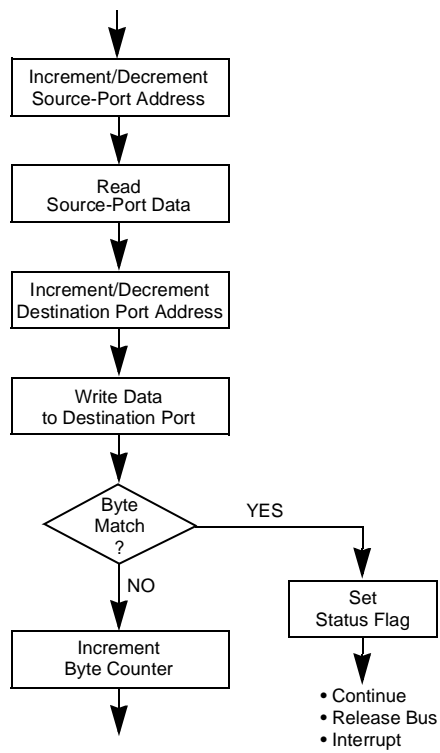 Increment/Decrement
Source-Port Address
Read
Source-Port Data
Increment/Decrement
Destination Port Address
Write Data
to Destination Port
Byte
Match
?
YES
NO
Set
Status Flag
Increment
Byte Counter
• Continue
• Release Bus
• Interrupt